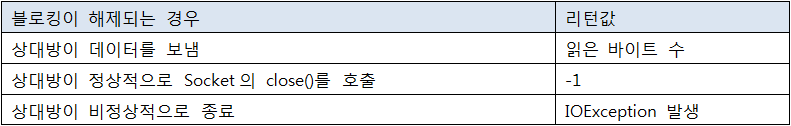 블로킹이 해제되는 경우 리턴값
상대방이 데이터를 보냄 읽은 바이트 수
상대방이 정상적으로 Socket의 close()를 호출 -1
상대방이 비정상적으로 종료 IOException 발생